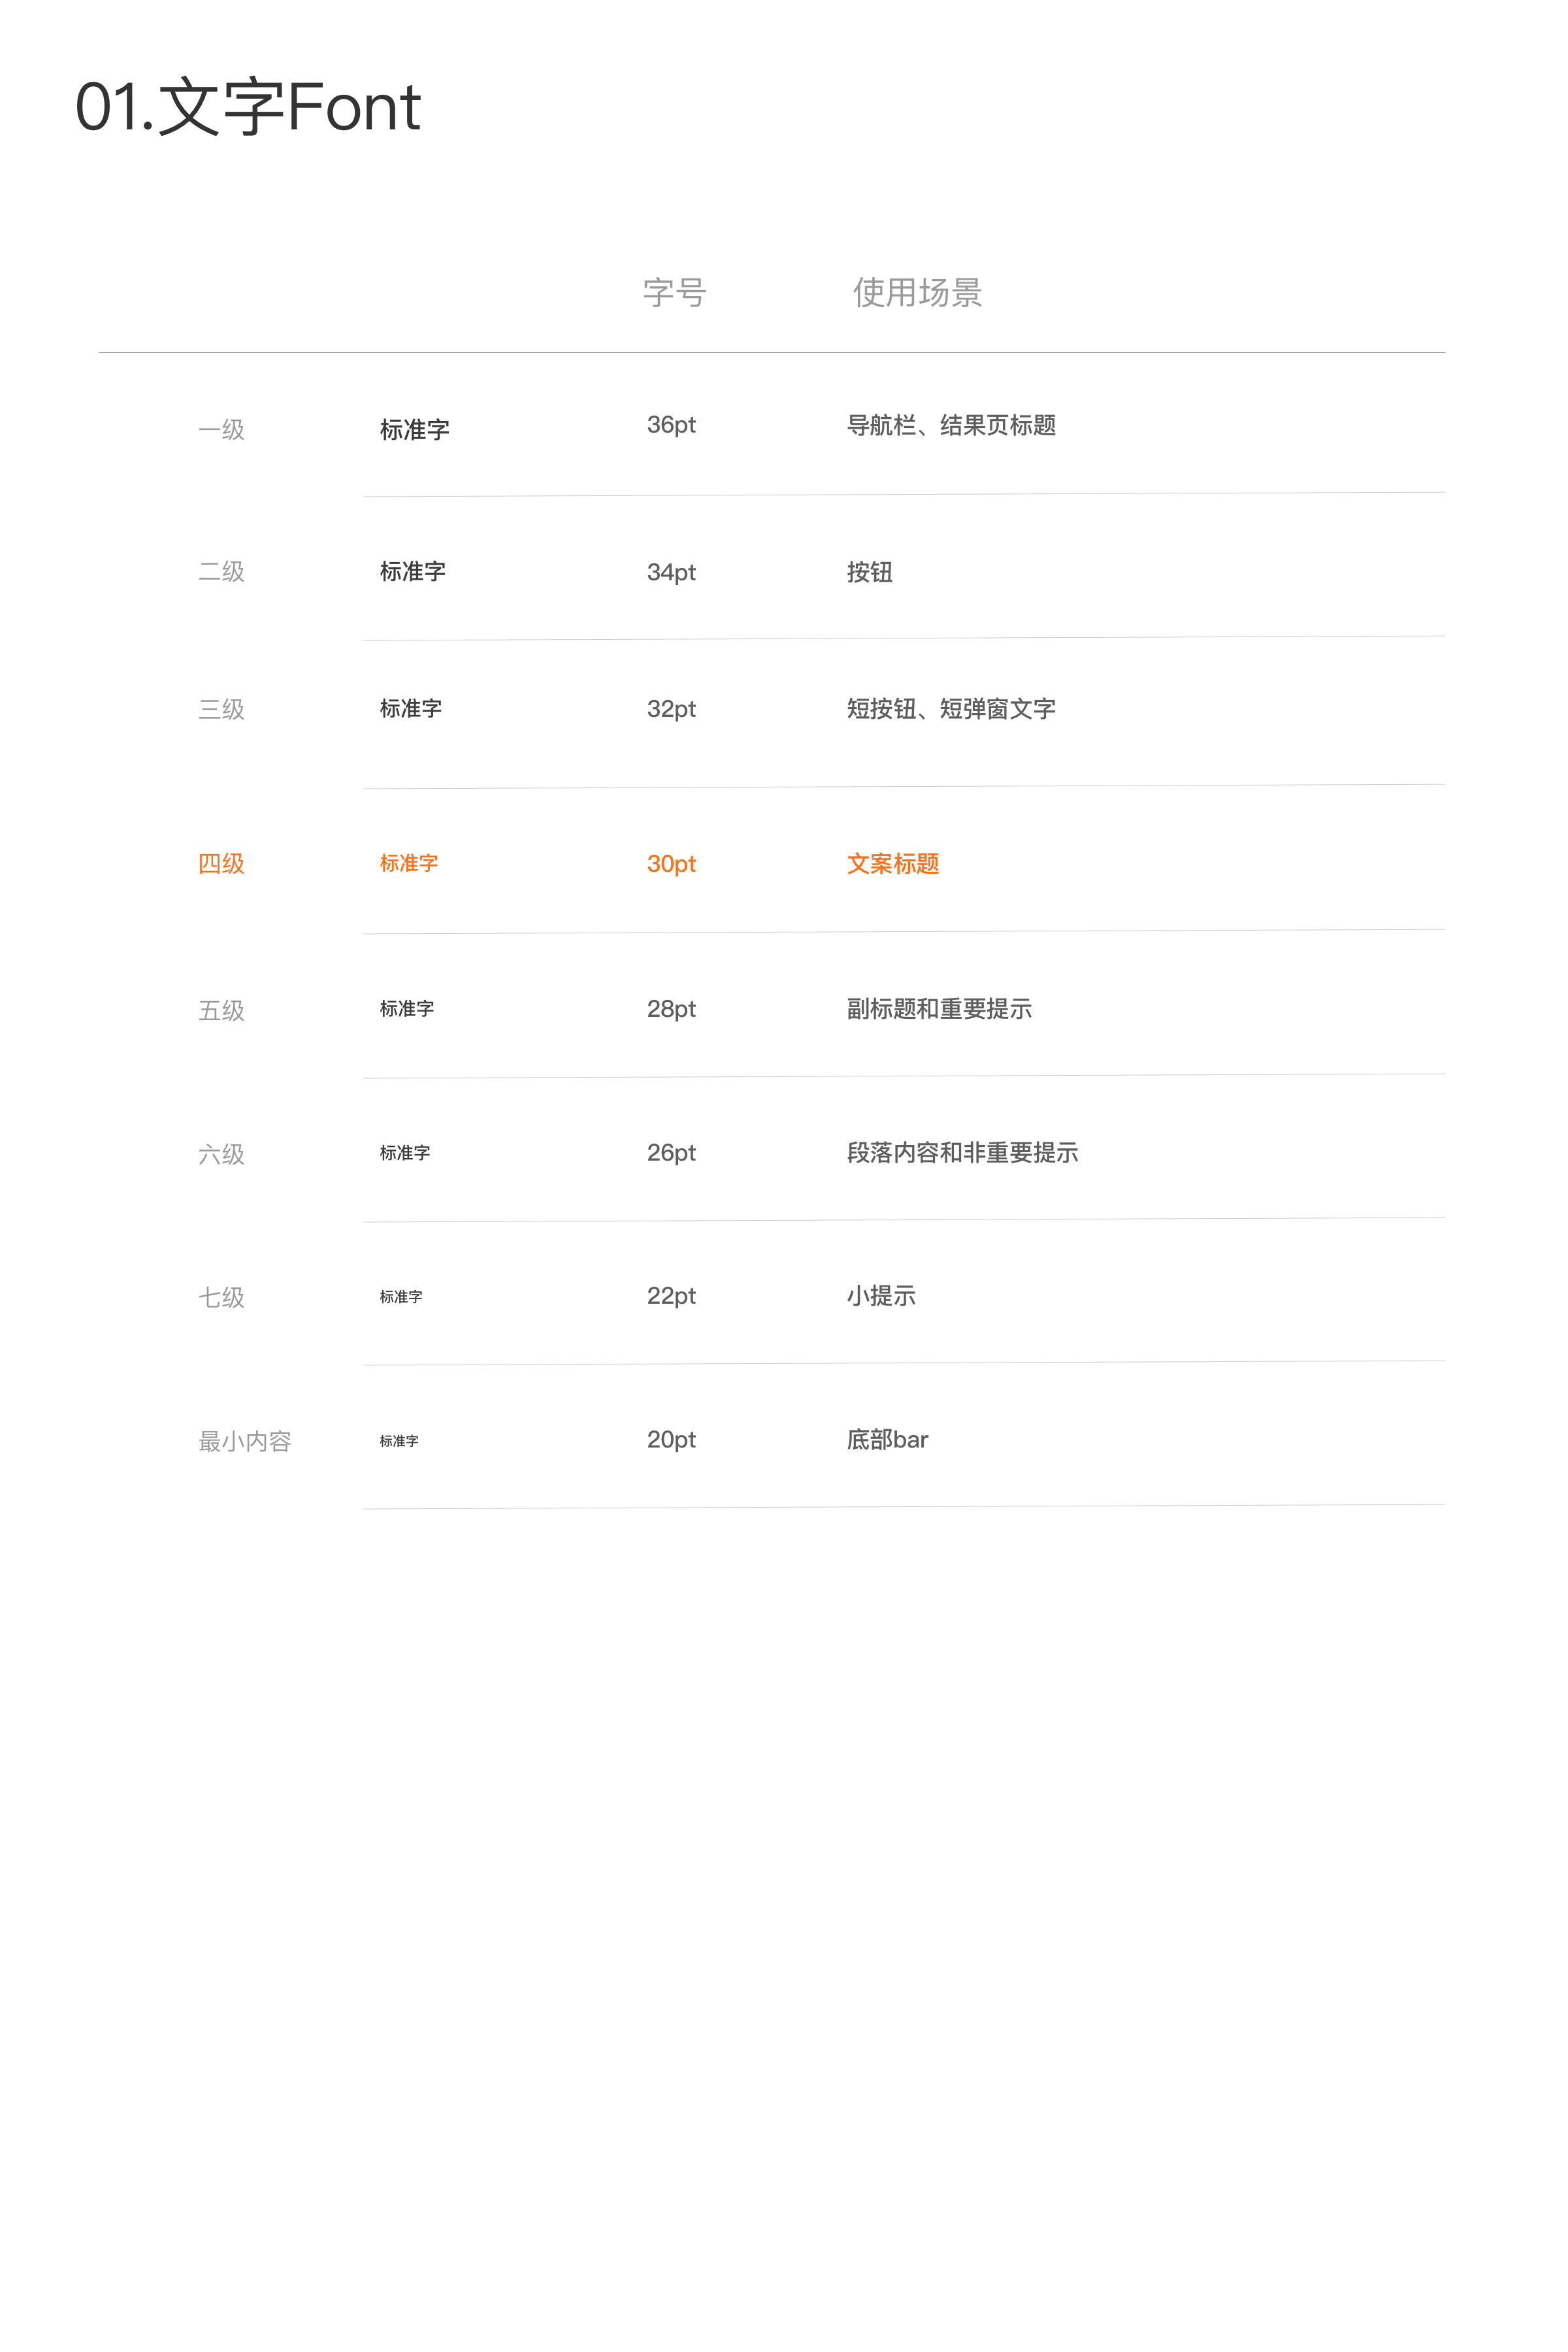 01.文字Font
字号 使用场景
一级 标准字 36pt 导航栏、结果页标题
二级 标准字 34pt 按钮
三级 标准字 32pt 短按钮、短弹窗文字
四级 标准字 30pt 文案标题
五级 标准字 28pt 副标题和重要提示
六级 标准字 26pt 段落内容和非重要提示
七级 标准字 22pt 小提示
最小内容 标准字 20pt 底部bar